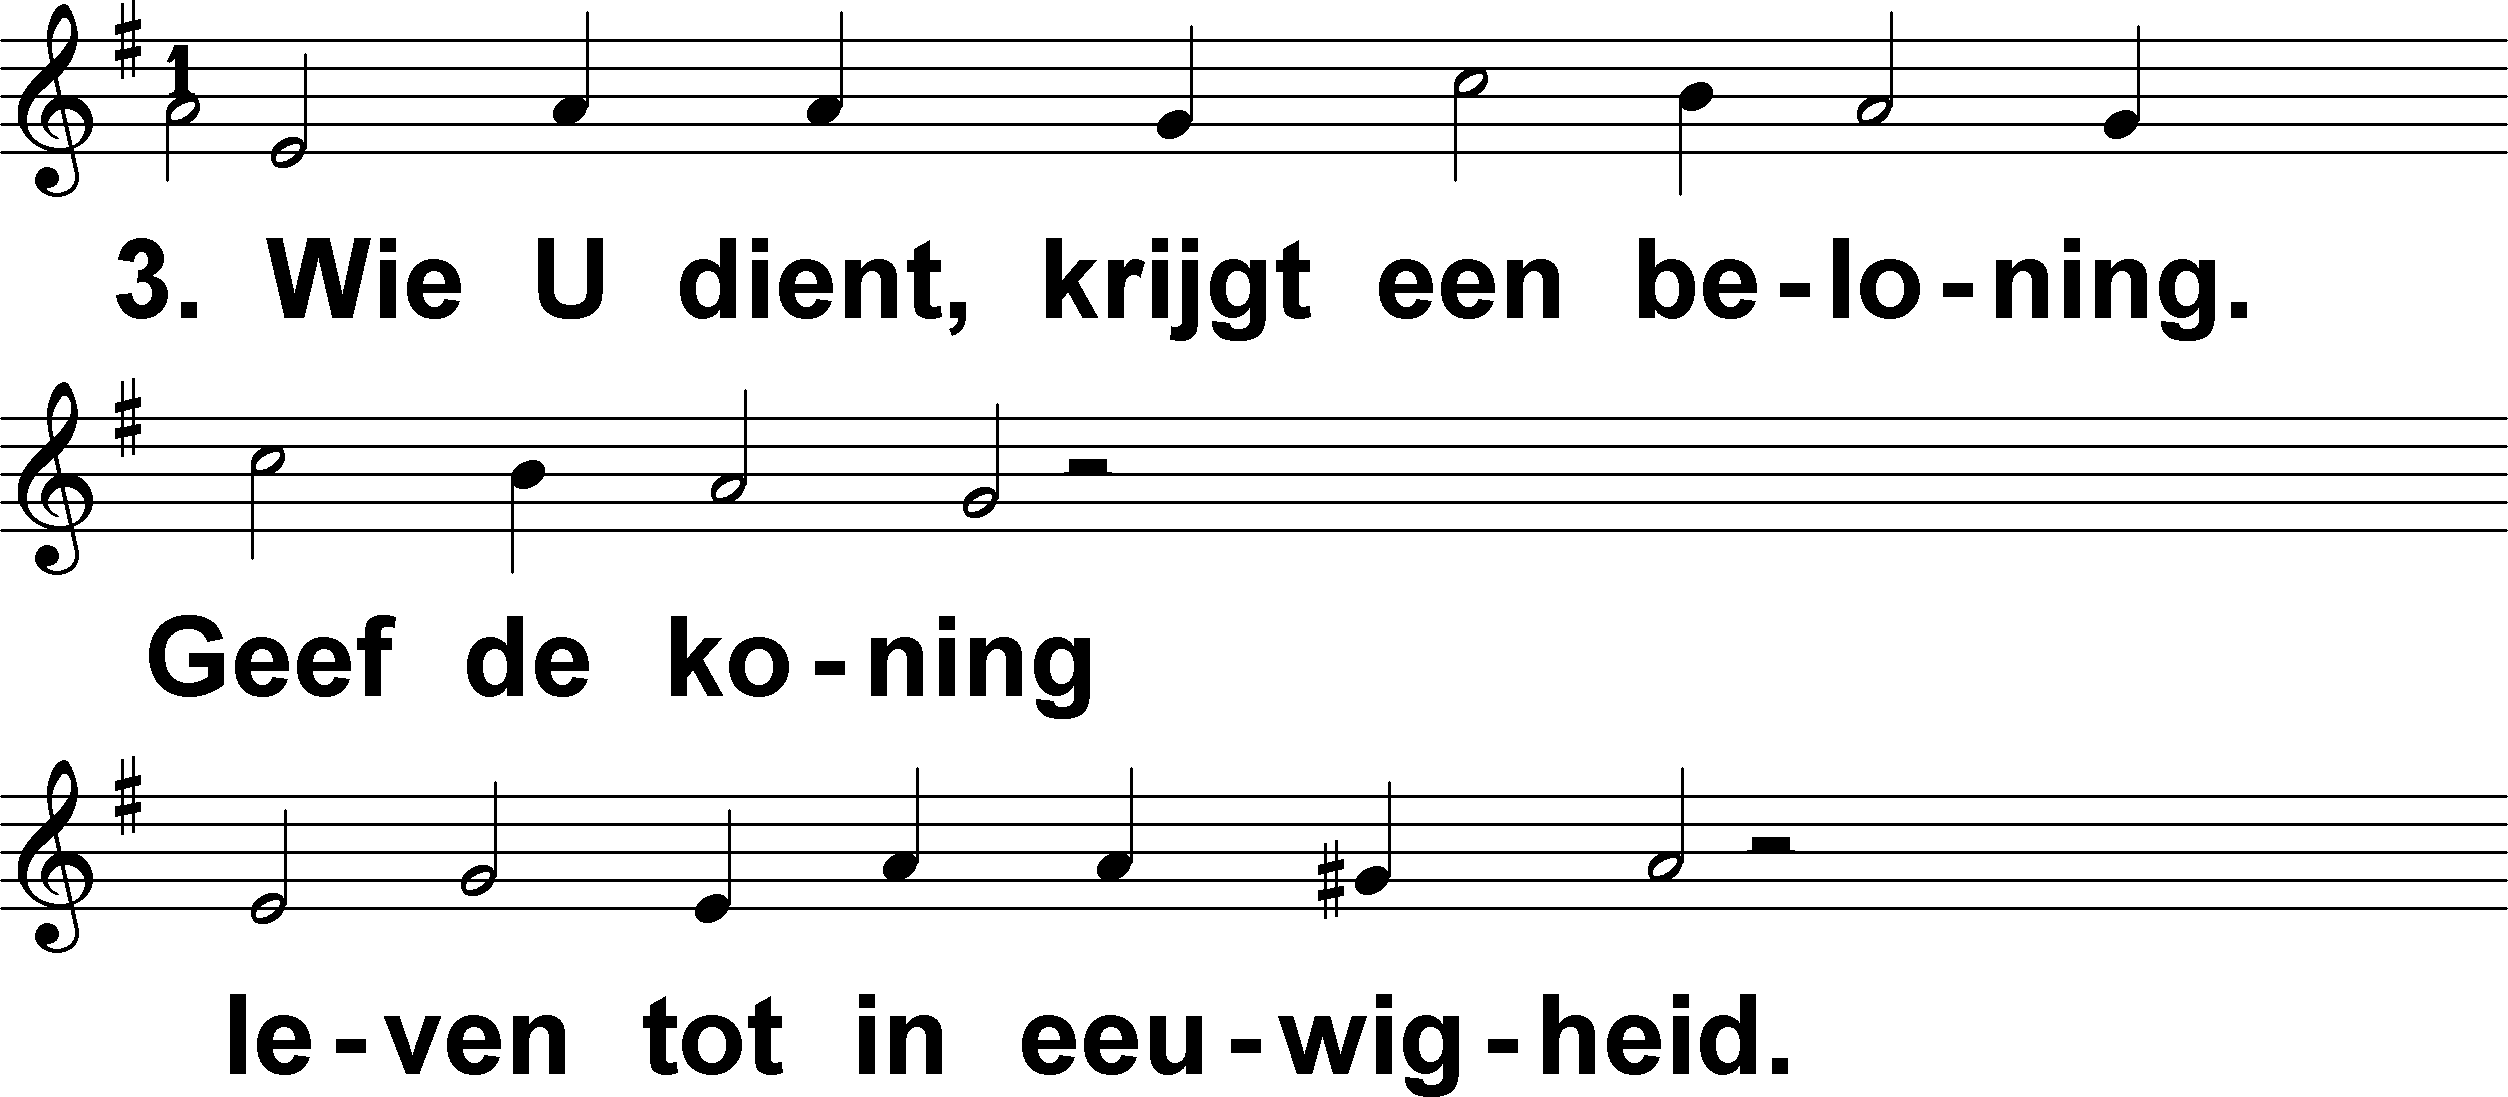 1
3. Wie U dient, krijgt een be-lo-ning.
Geef de ko-ning
le-ven tot in eeu-wig-heid.